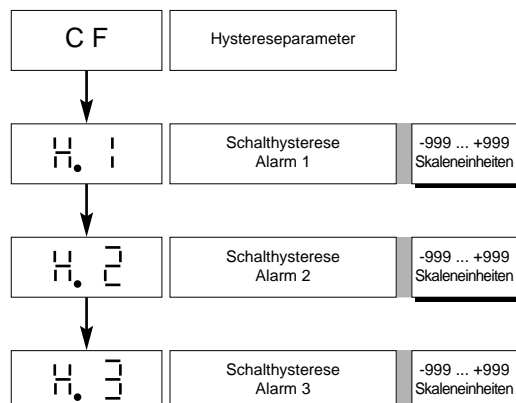 C F
Hystereseparameter
H. 1
Schalthysterese
Alarm 1
-999 ... +999
Skaleneinheiten
H. 2
Schalthysterese
Alarm 2
-999 ... +999
Skaleneinheiten
H. 3
Schalthysterese
Alarm 3
-999 ... +999
Skaleneinheiten